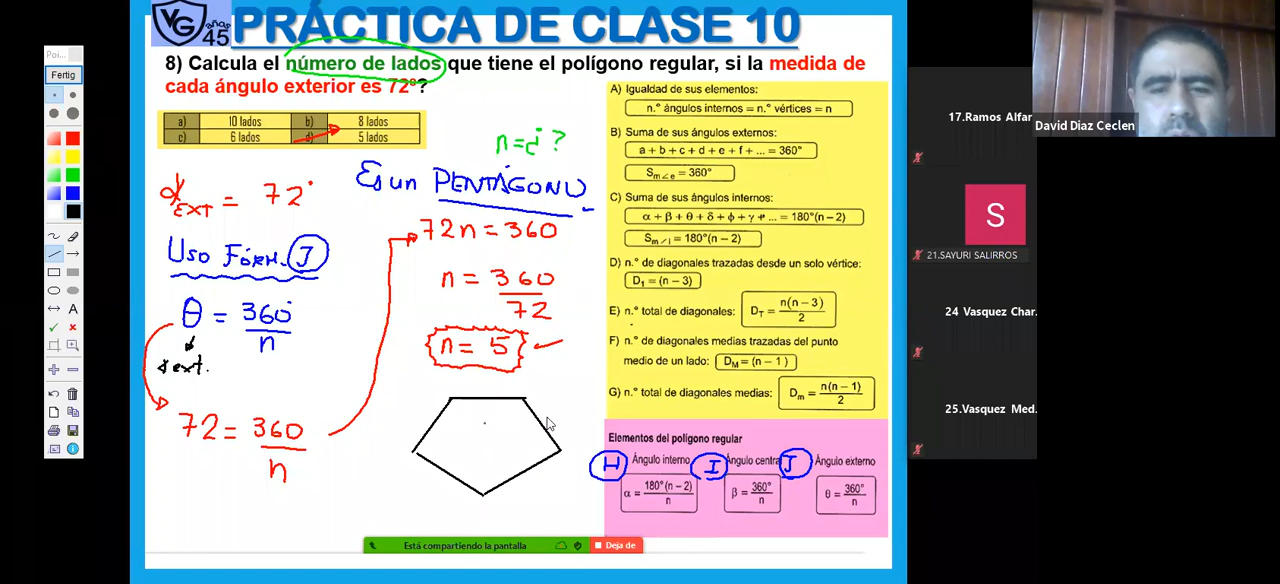 VG
años
45
PRÁCTICA DE CLASE 10
8) Calcula el número de lados que tiene el polígono regular, si la medida de
cada ángulo exterior es 72°?
a) 10 lados b) 8 lados
c) 6 lados d) 5 lados
n = ¿?
∡EXT = 72°
Es un PENTÁGONO
USO FÓRM. J
θ = 360°/n
∡ ext.
72 = 360/n
72n = 360
n = 360/72
n = 5
A) Igualdad de sus elementos:
n.° ángulos internos = n.° vértices = n
B) Suma de sus ángulos externos:
a + b + c + d + e + f + ... = 360°
Sm∠e = 360°
C) Suma de sus ángulos internos:
α + β + θ + δ + ϕ + γ + ... = 180°(n – 2)
Sm∠i = 180°(n – 2)
D) n.° de diagonales trazadas desde un solo vértice:
D1 = (n – 3)
E) n.° total de diagonales: DT = n(n – 3)/2
F) n.° de diagonales medias trazadas del punto
medio de un lado: DM = (n – 1)
G) n.° total de diagonales medias: Dm = n(n – 1)/2
Elementos del polígono regular
H Ángulo interno I Ángulo centra J Ángulo externo
α = 180°(n – 2)/n β = 360°/n θ = 360°/n
Poi...
Fertig
A
Está compartiendo la pantalla
Deja de
David Diaz Ceclen
17.Ramos Alfar
S
21.SAYURI SALIRROS
24 Vasquez Char.
25.Vasquez Med.